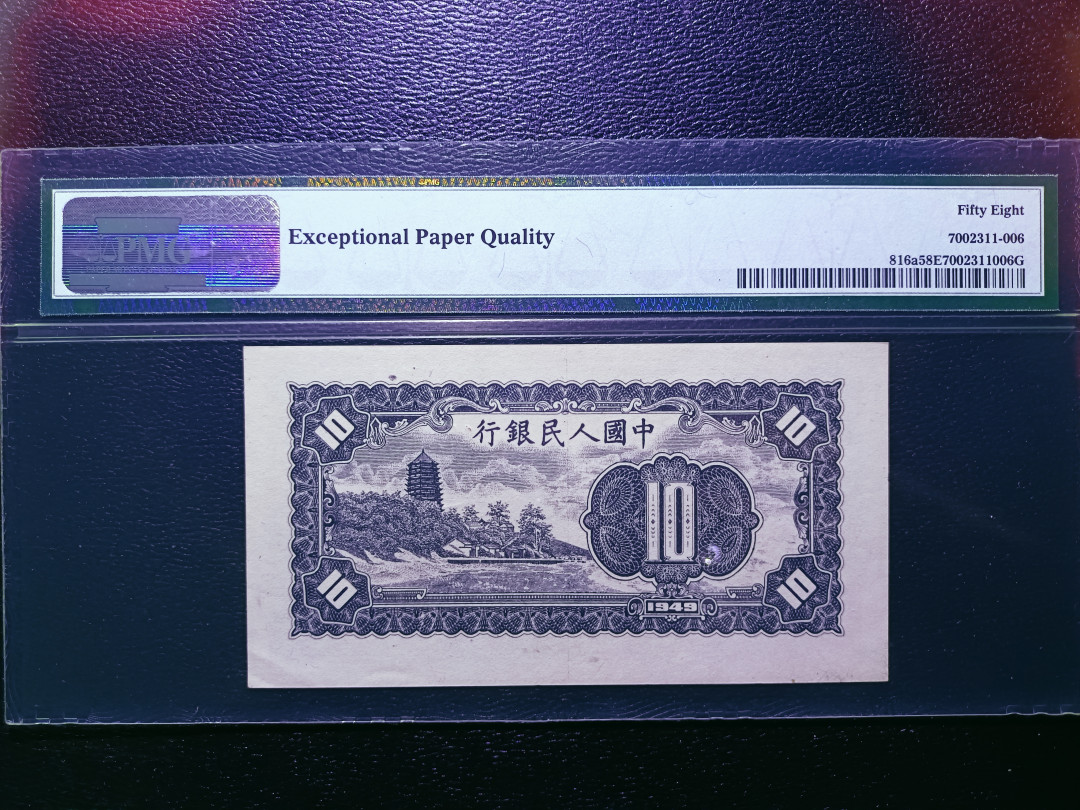 PMG
PMG
Exceptional Paper Quality
Fifty Eight
7002311-006
816a58E7002311006G
行銀民人國中
10
10
10
10
10
1949